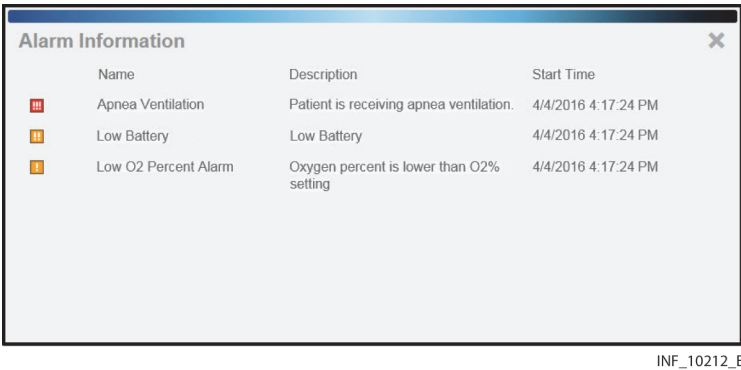 Alarm Information
Name Description Start Time
!!! Apnea Ventilation Patient is receiving apnea ventilation. 4/4/2016 4:17:24 PM
!! Low Battery Low Battery 4/4/2016 4:17:24 PM
! Low O2 Percent Alarm Oxygen percent is lower than O2% 4/4/2016 4:17:24 PM
setting
INF_10212_E